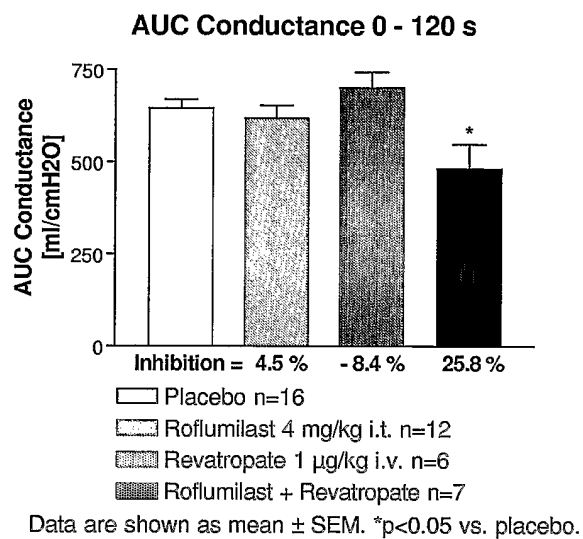 AUC Conductance 0 - 120 s
AUC Conductance
[ml/cmH2O]
750
500
250
0
*
Inhibition = 4.5 % - 8.4 % 25.8 %
Placebo n=16
Roflumilast 4 mg/kg i.t. n=12
Revatropate 1 µg/kg i.v. n=6
Roflumilast + Revatropate n=7
Data are shown as mean ± SEM. *p<0.05 vs. placebo.